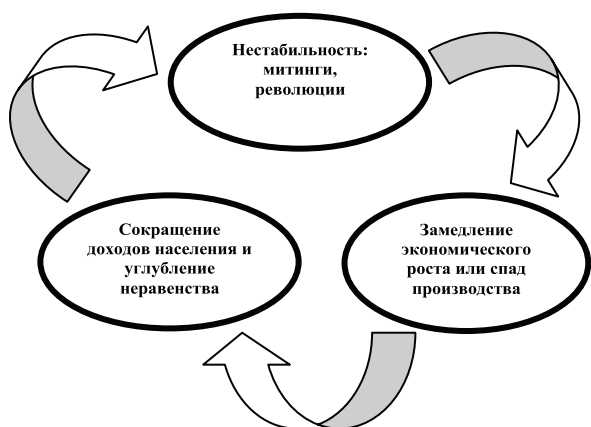 Нестабильность:
митинги,
революции
Сокращение
доходов населения и
углубление
неравенства
Замедление
экономического
роста или спад
производства